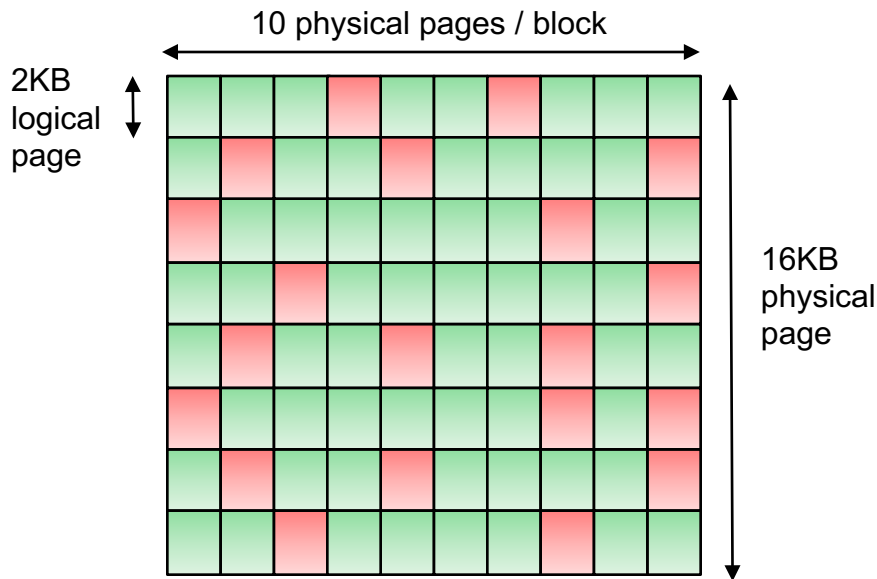 10 physical pages / block
2KB
logical
page
16KB
physical
page